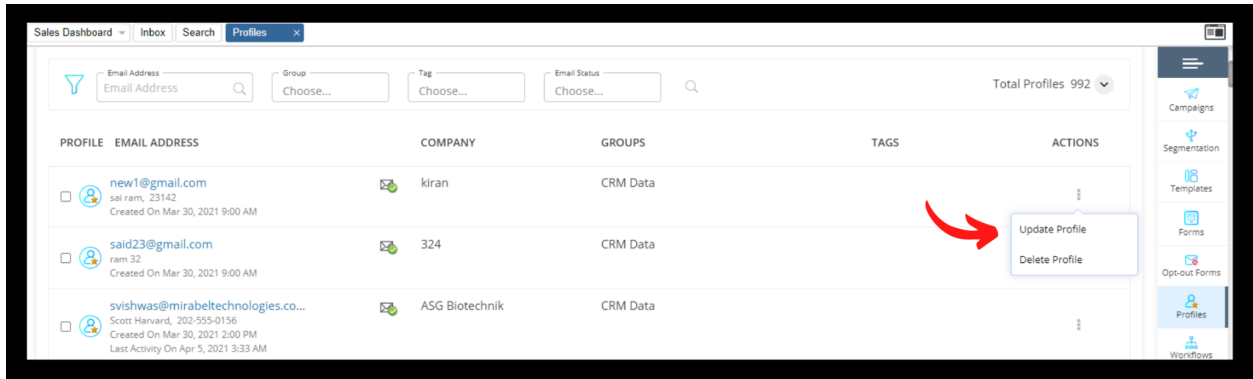 Sales Dashboard Inbox Search Profiles ×
Email Address Group Tag Email Status
Email Address Choose... Choose... Choose... Total Profiles 992
Campaigns
PROFILE EMAIL ADDRESS COMPANY GROUPS TAGS ACTIONS
Segmentation
new1@gmail.com kiran CRM Data
sai ram, 23142
Created On Mar 30, 2021 9:00 AM
Templates
Update Profile
Forms
said23@gmail.com 324 CRM Data
ram 32
Created On Mar 30, 2021 9:00 AM
Delete Profile
Opt-out Forms
svishwas@mirabeltechnologies.co... ASG Biotechnik CRM Data
Scott Harvard, 202-555-0156
Created On Mar 30, 2021 2:00 PM
Last Activity On Apr 5, 2021 3:33 AM
Profiles
Workflows